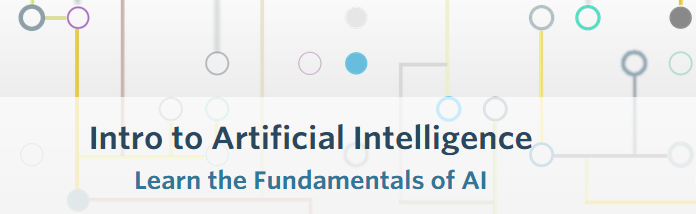 Intro to Artificial Intelligence
Learn the Fundamentals of AI